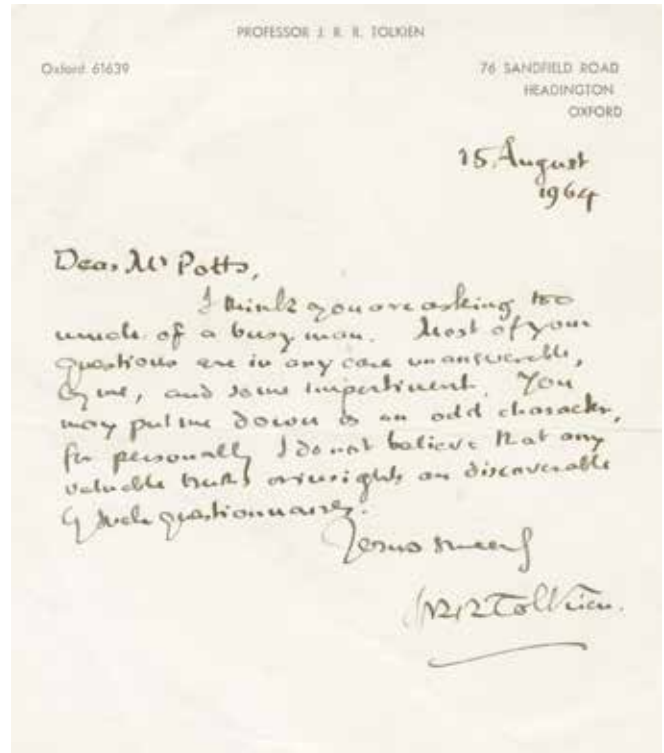 PROFESSOR J. R. R. TOLKIEN
Oxford 61639
76 SANDFIELD ROAD
HEADINGTON
OXFORD
15 August
1964
Dear Mr Potts,
I think you are asking too
much of a busy man. Most of your
questions are in any case unanswerable,
by me, and some impertinent. You
may put me down as an odd character,
for personally I do not believe that any
valuable truths or insights are discoverable
by such questionnaires.
Yours sincerely
JRRTolkien.